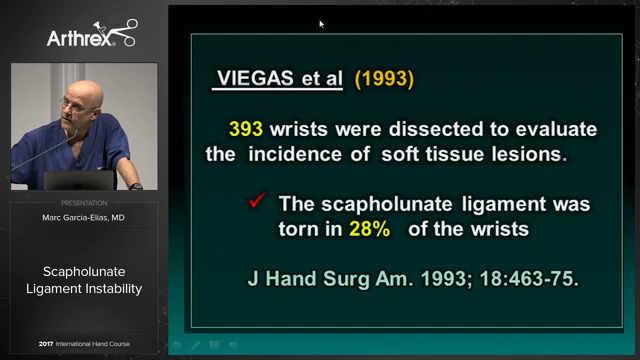 Arthrex
PRESENTATION
Marc Garcia-Elias, MD
Scapholunate
Ligament Instability
2017 International Hand Course
VIEGAS et al (1993)
393 wrists were dissected to evaluate
the incidence of soft tissue lesions.
The scapholunate ligament was
torn in 28% of the wrists
J Hand Surg Am. 1993; 18:463-75.